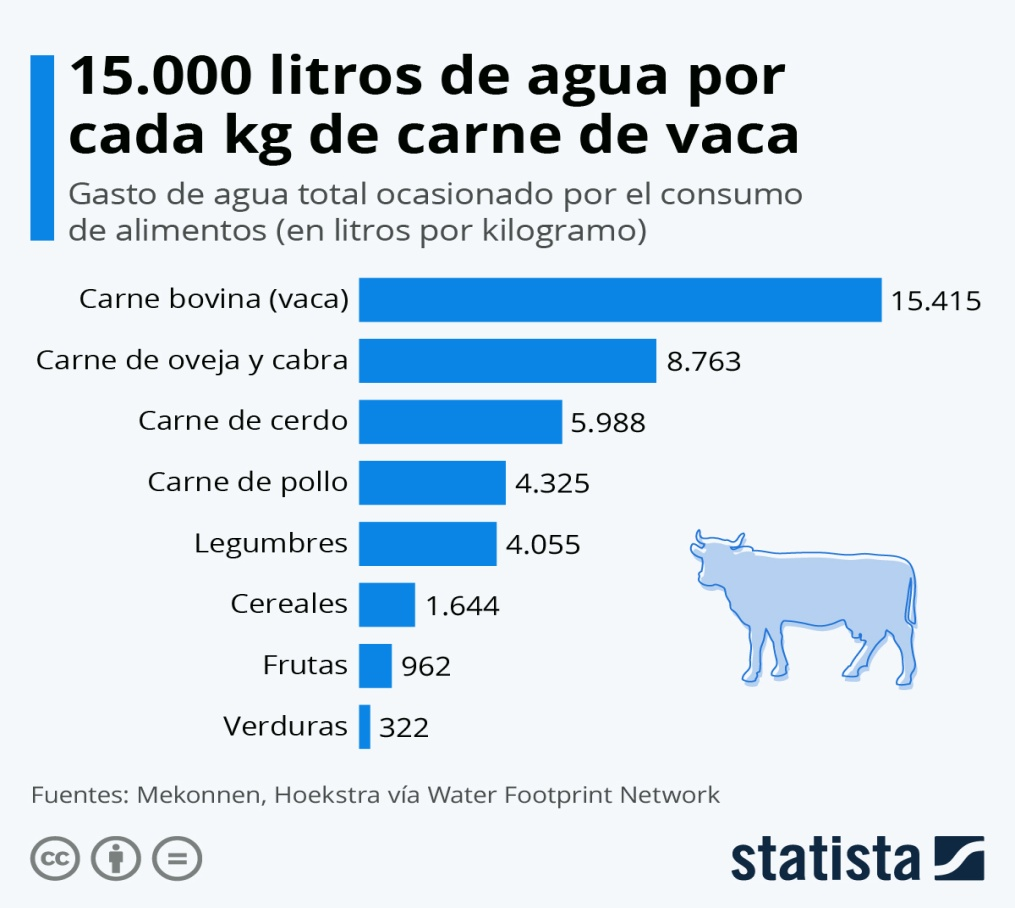 15.000 litros de agua por
cada kg de carne de vaca
Gasto de agua total ocasionado por el consumo
de alimentos (en litros por kilogramo)
Carne bovina (vaca) 15.415
Carne de oveja y cabra 8.763
Carne de cerdo 5.988
Carne de pollo 4.325
Legumbres 4.055
Cereales 1.644
Frutas 962
Verduras 322
Fuentes: Mekonnen, Hoekstra vía Water Footprint Network
cc
statista